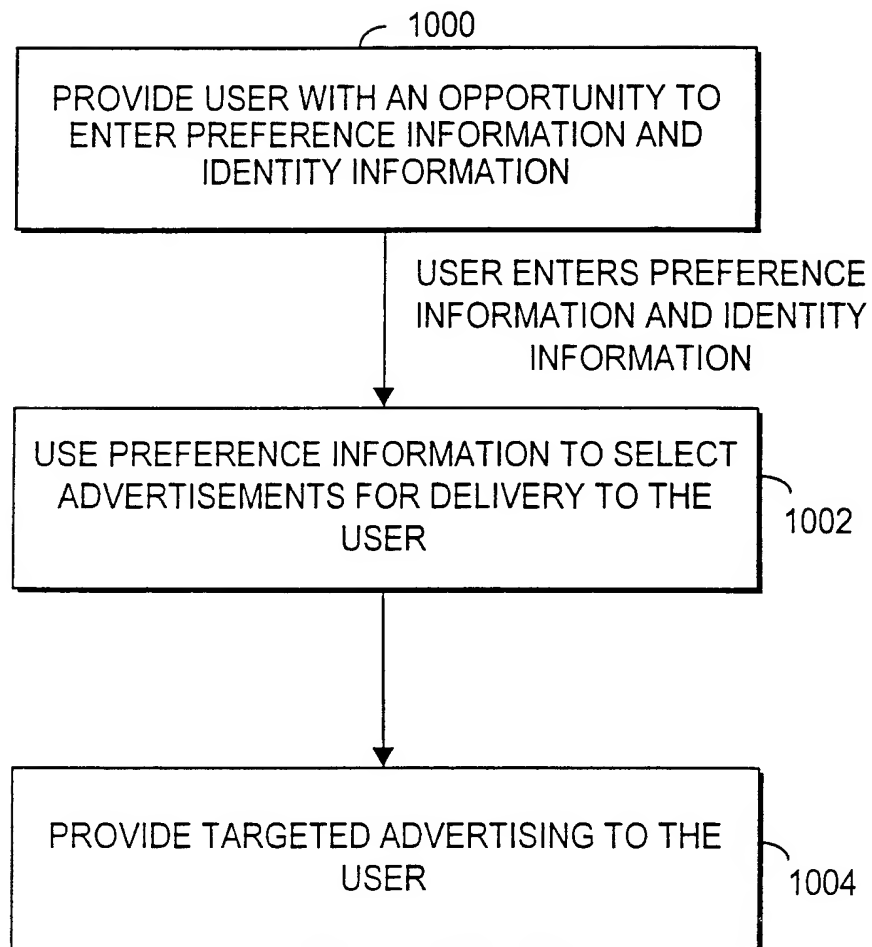 1000
PROVIDE USER WITH AN OPPORTUNITY TO
ENTER PREFERENCE INFORMATION AND
IDENTITY INFORMATION
USER ENTERS PREFERENCE
INFORMATION AND IDENTITY
INFORMATION
USE PREFERENCE INFORMATION TO SELECT
ADVERTISEMENTS FOR DELIVERY TO THE
USER
1002
PROVIDE TARGETED ADVERTISING TO THE
USER
1004